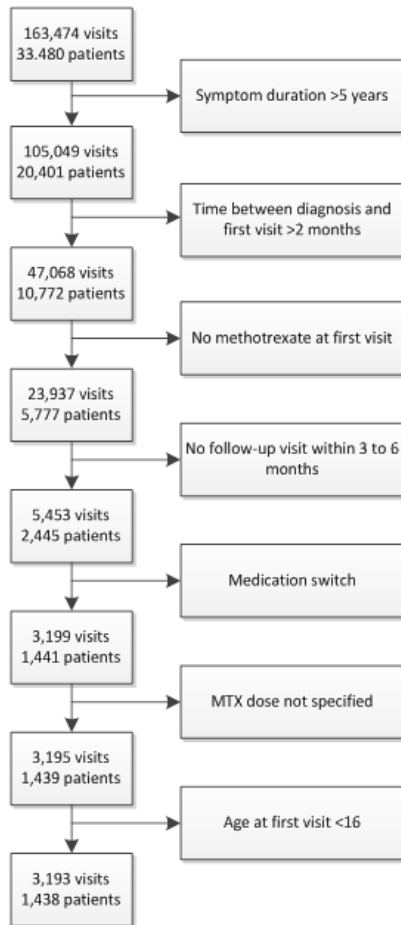 163,474 visits
33.480 patients
Symptom duration >5 years
105,049 visits
20,401 patients
Time between diagnosis and
first visit >2 months
47,068 visits
10,772 patients
No methotrexate at first visit
23,937 visits
5,777 patients
No follow-up visit within 3 to 6
months
5,453 visits
2,445 patients
Medication switch
3,199 visits
1,441 patients
MTX dose not specified
3,195 visits
1,439 patients
Age at first visit <16
3,193 visits
1,438 patients